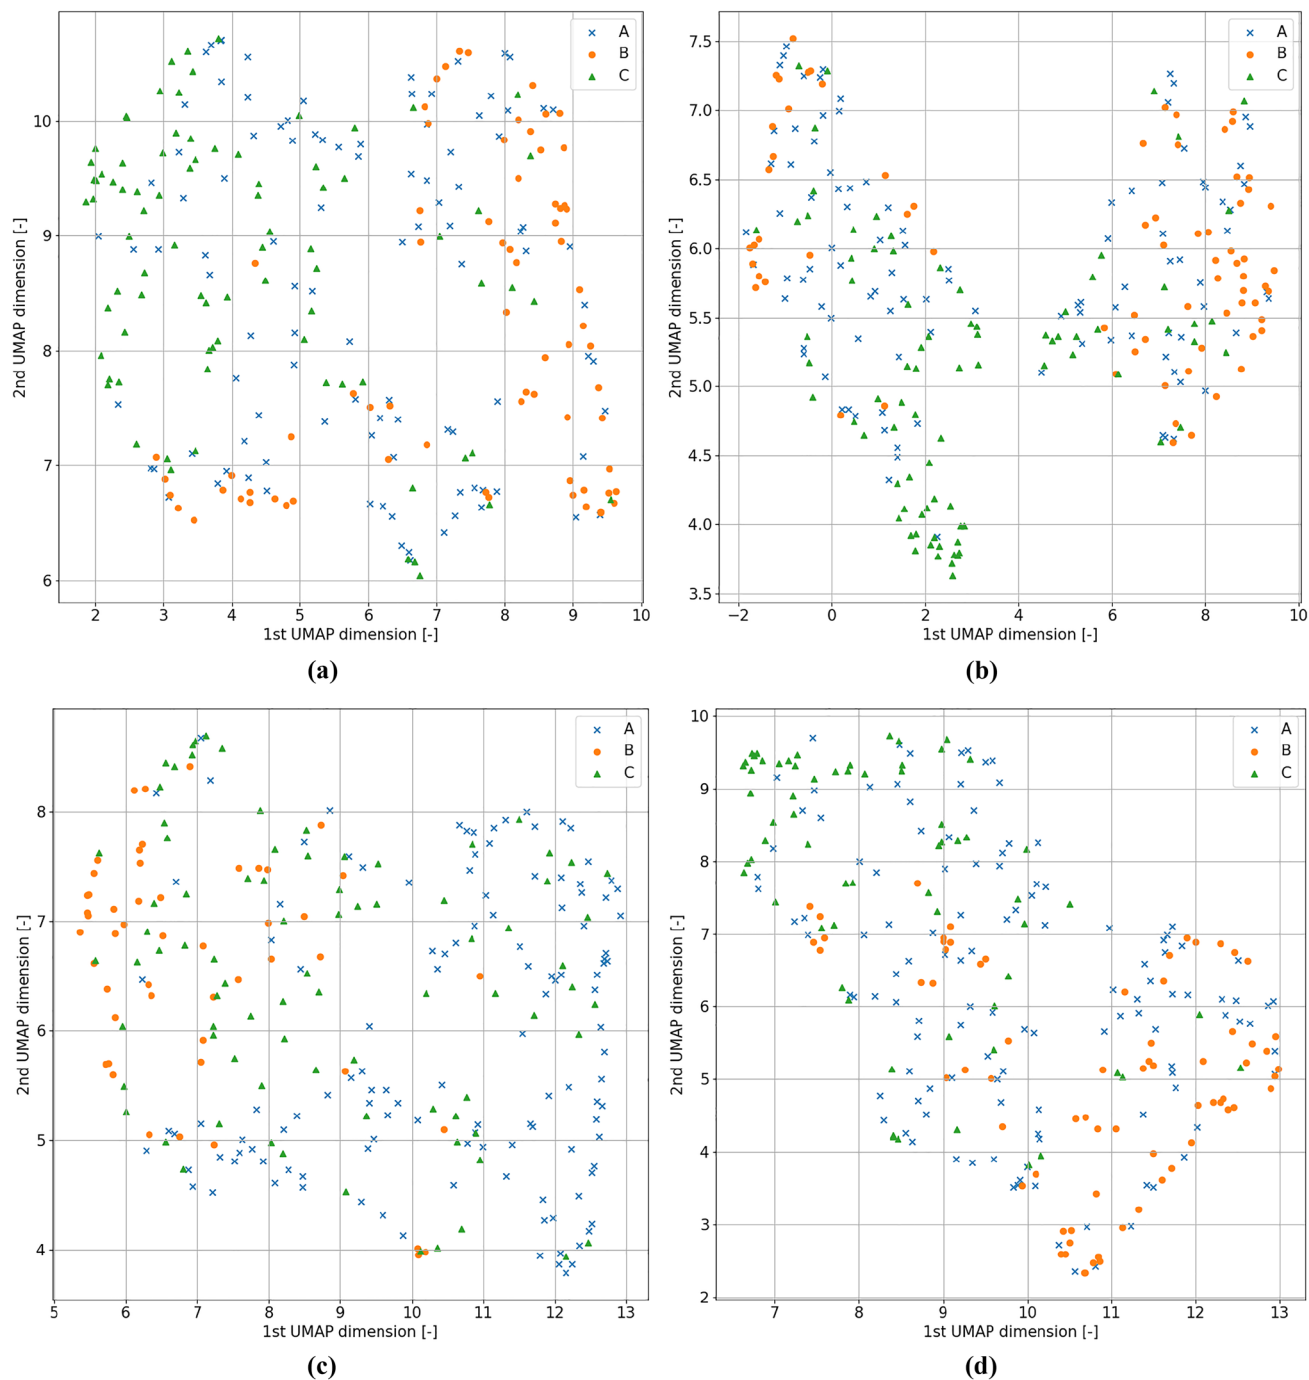 A
B
C
10
9
8
7
6
2 3 4 5 6 7 8 9 10
2nd UMAP dimension [-]
1st UMAP dimension [-]
(a)
A
B
C
7.5
7.0
6.5
6.0
5.5
5.0
4.5
4.0
3.5
−2 0 2 4 6 8 10
2nd UMAP dimension [-]
1st UMAP dimension [-]
(b)
A
B
C
8
7
6
5
4
5 6 7 8 9 10 11 12 13
2nd UMAP dimension [-]
1st UMAP dimension [-]
(c)
A
B
C
10
9
8
7
6
5
4
3
2
7 8 9 10 11 12 13
2nd UMAP dimension [-]
1st UMAP dimension [-]
(d)